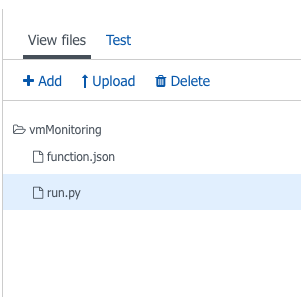 View files Test
Add Upload Delete
vmMonitoring
function.json
run.py